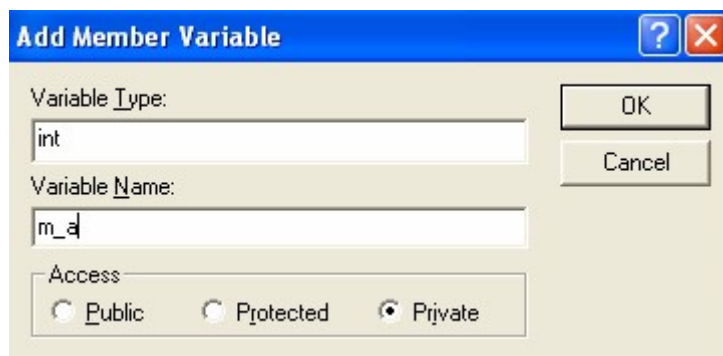 Add Member Variable
?
Variable Type:
int
OK
Cancel
Variable Name:
m_a
Access
Public Protected Private